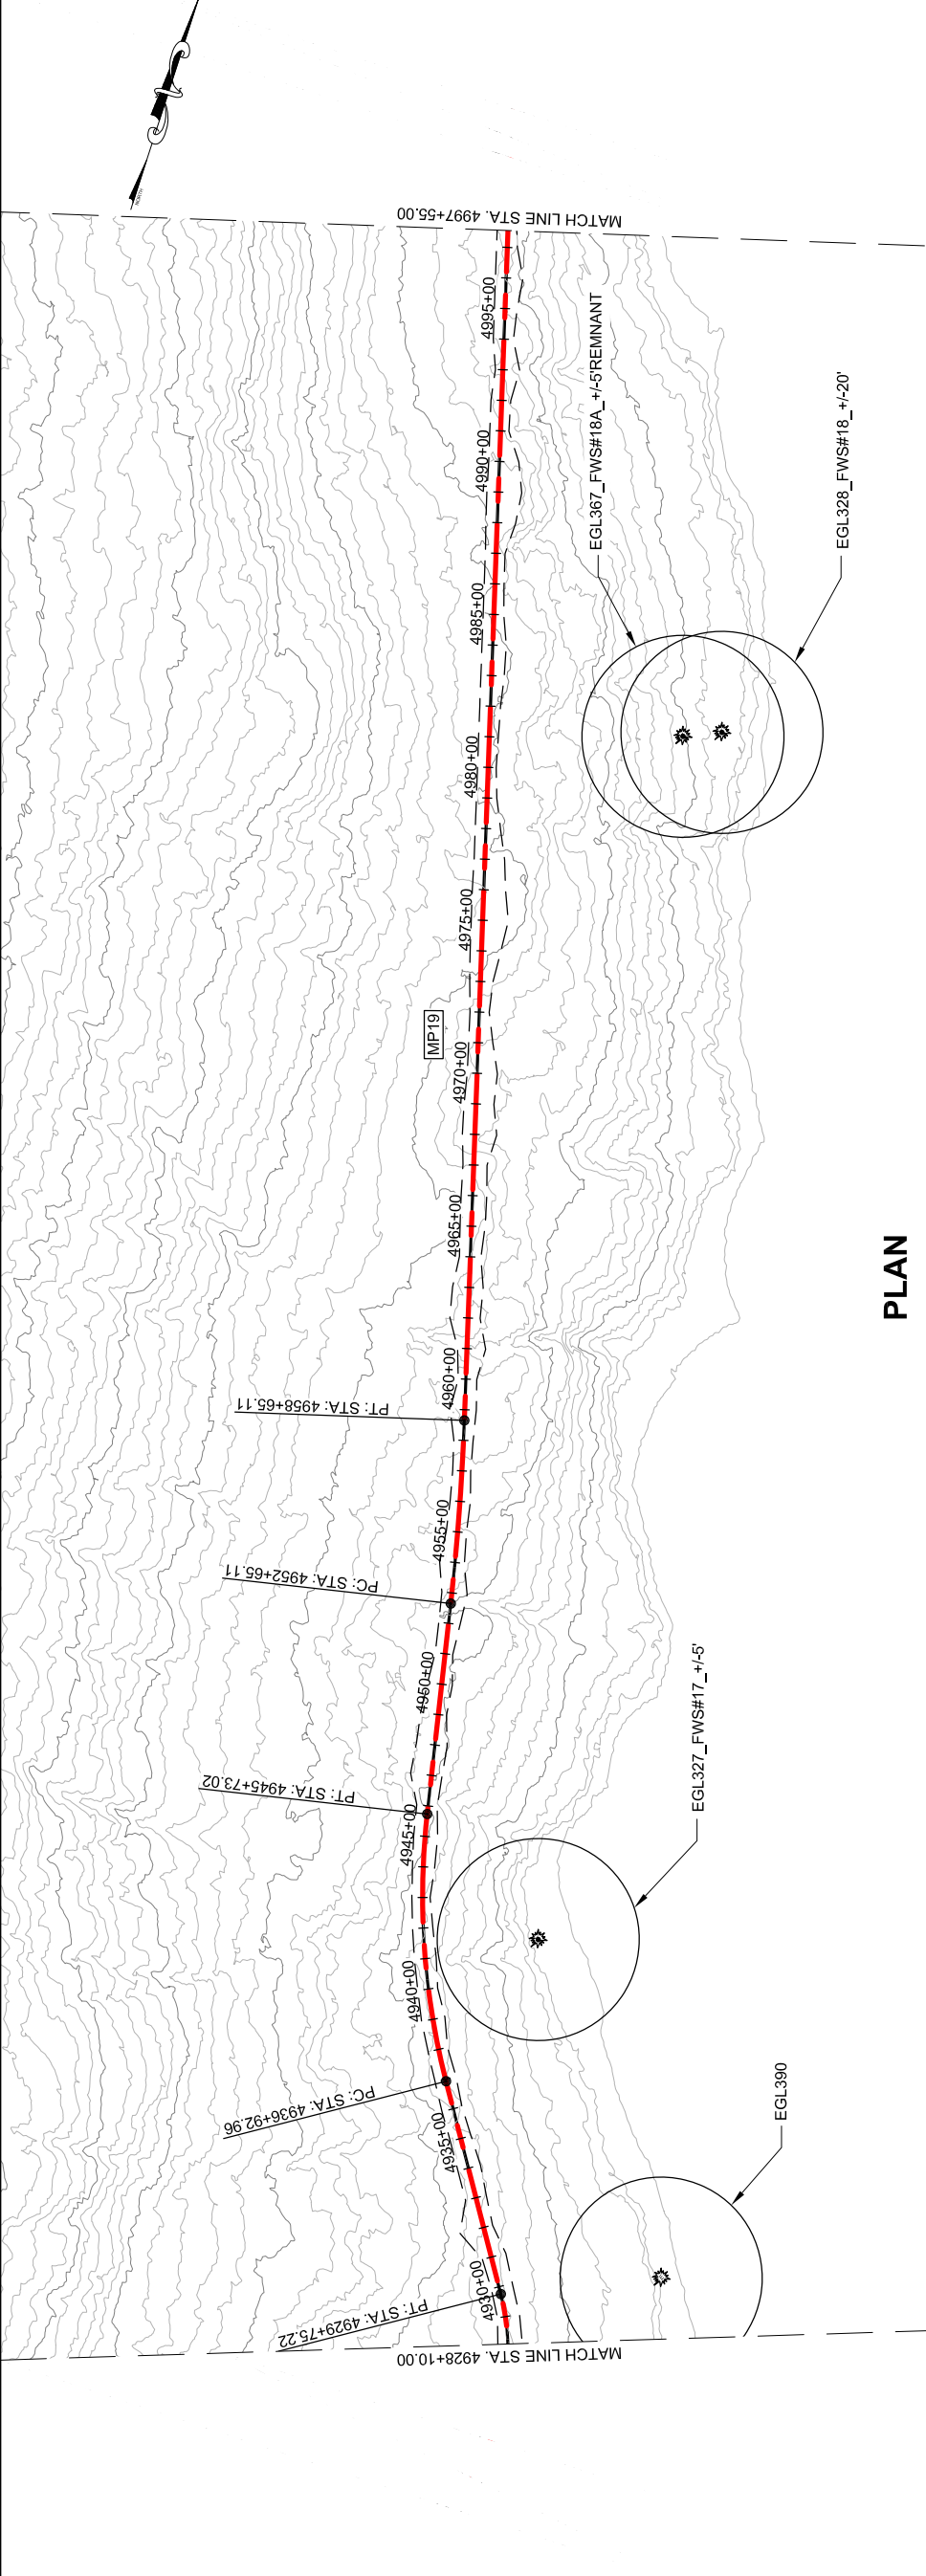 NORTH
MATCH LINE STA. 4997+55.00
4995+00
EGL367_FWS#18A_+/-5'REMNANT
4990+00
EGL328_FWS#18_+/-20'
4985+00
4980+00
4975+00
MP19
4970+00
4965+00
PLAN
4960+00
PT: STA: 4958+65.11
4955+00
PC: STA: 4952+65.11
4950+00
EGL327_FWS#17_+/-5'
PT: STA: 4945+73.02
4945+00
4940+00
PC: STA: 4936+92.96
EGL390
4935+00
4930+00
PT: STA: 4929+75.22
MATCH LINE STA. 4928+10.00